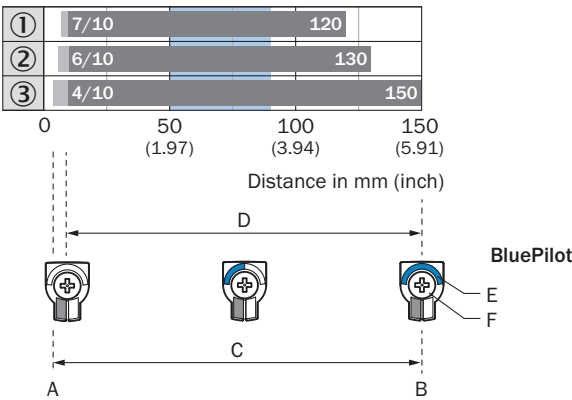 ① 7/10 120
② 6/10 130
③ 4/10 150
0 50 100 150
(1.97) (3.94) (5.91)
Distance in mm (inch)
D
BluePilot
E
F
C
A B